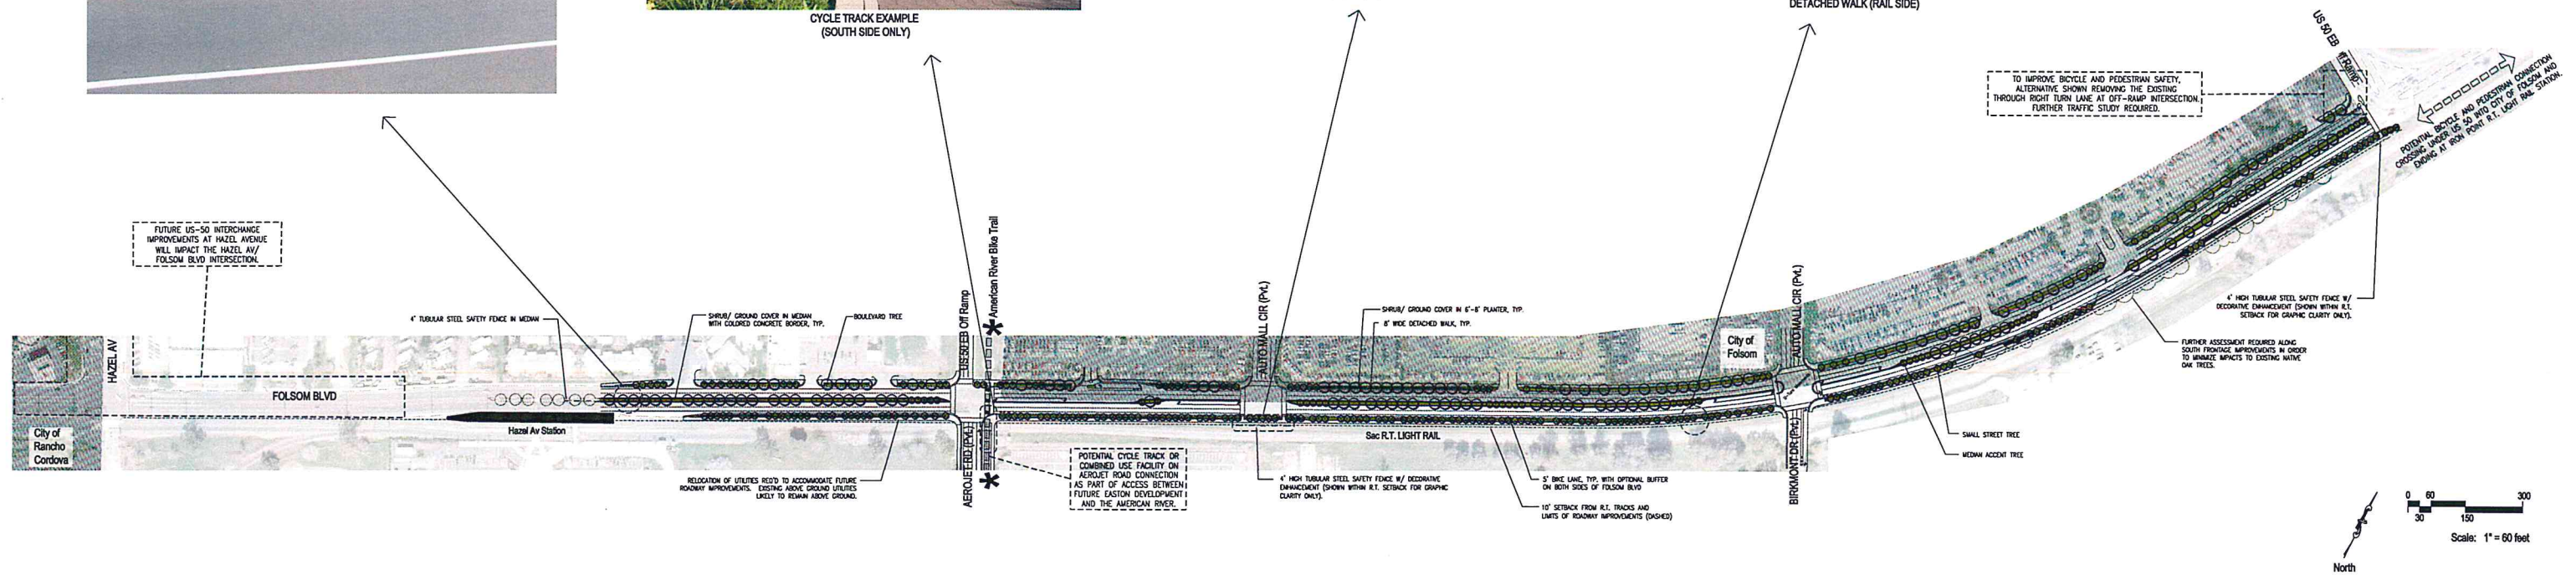 CYCLE TRACK EXAMPLE
(SOUTH SIDE ONLY)
DETACHED WALK (RAIL SIDE)
US 50 EB
Off Ramp
TO IMPROVE BICYCLE AND PEDESTRIAN SAFETY,
ALTERNATIVE SHOWN REMOVING THE EXISTING
THROUGH RIGHT TURN LANE AT OFF-RAMP INTERSECTION.
FURTHER TRAFFIC STUDY REQUIRED.
POTENTIAL BICYCLE AND PEDESTRIAN CONNECTION
CROSSING UNDER US 50 INTO CITY OF FOLSOM AND
ENDING AT IRON POINT R.T. LIGHT RAIL STATION.
FUTURE US-50 INTERCHANGE
IMPROVEMENTS AT HAZEL AVENUE
WILL IMPACT THE HAZEL AV/
FOLSOM BLVD INTERSECTION.
4' TUBULAR STEEL SAFETY FENCE IN MEDIAN
SHRUB/ GROUND COVER IN MEDIAN
WITH COLORED CONCRETE BORDER, TYP.
BOULEVARD TREE
US 50 EB Off Ramp
American River Bike Trail
AUTO MALL CIR (Pvt.)
SHRUB/ GROUND COVER IN 6'-8' PLANTER, TYP.
8' WIDE DETACHED WALK, TYP.
City of
Folsom
AUTO MALL CIR (Pvt.)
4' HIGH TUBULAR STEEL SAFETY FENCE W/
DECORATIVE ENHANCEMENT (SHOWN WITHIN R.T.
SETBACK FOR GRAPHIC CLARITY ONLY).
FURTHER ASSESSMENT REQUIRED ALONG
SOUTH FRONTAGE IMPROVEMENTS IN ORDER
TO MINIMIZE IMPACTS TO EXISTING NATIVE
OAK TREES.
HAZEL AV
FOLSOM BLVD
Hazel Av Station
City of
Rancho
Cordova
Sac R.T. LIGHT RAIL
SMALL STREET TREE
MEDIAN ACCENT TREE
RELOCATION OF UTILITIES REQ'D TO ACCOMMODATE FUTURE
ROADWAY IMPROVEMENTS. EXISTING ABOVE GROUND UTILITIES
LIKELY TO REMAIN ABOVE GROUND.
AEROJET RD (Pvt.)
POTENTIAL CYCLE TRACK OR
COMBINED USE FACILITY ON
AEROJET ROAD CONNECTION
AS PART OF ACCESS BETWEEN
FUTURE EASTON DEVELOPMENT
AND THE AMERICAN RIVER.
4' HIGH TUBULAR STEEL SAFETY FENCE W/ DECORATIVE
ENHANCEMENT (SHOWN WITHIN R.T. SETBACK FOR GRAPHIC
CLARITY ONLY).
5' BIKE LANE, TYP. WITH OPTIONAL BUFFER
ON BOTH SIDES OF FOLSOM BLVD
10' SETBACK FROM R.T. TRACKS AND
LIMITS OF ROADWAY IMPROVEMENTS (DASHED)
BIRKMONT DR (Pvt.)
0 60 300
30 150
Scale: 1" = 60 feet
North